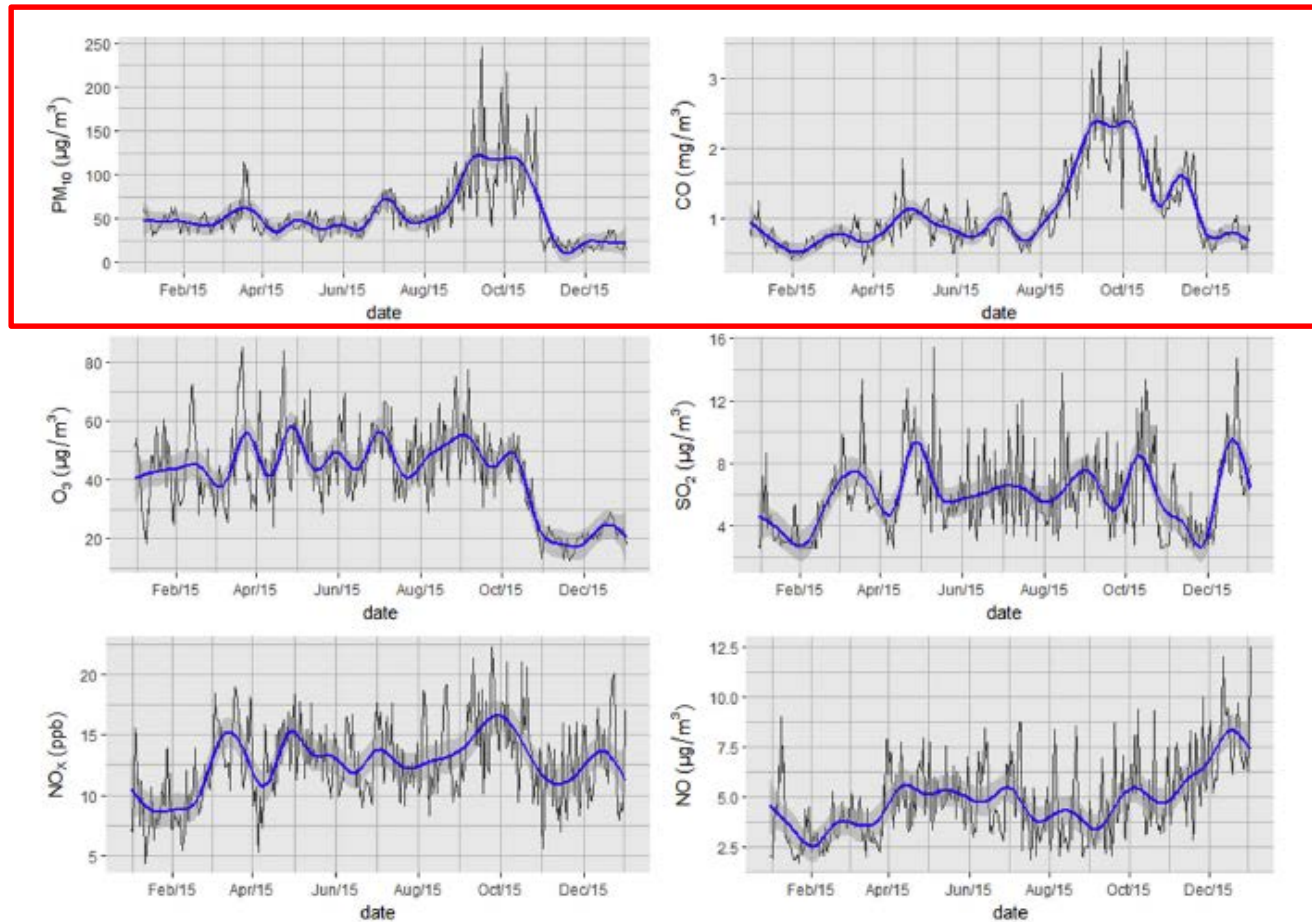 PM₁₀ (µg/m³)
250
200
150
100
50
0
Feb/15 Apr/15 Jun/15 Aug/15 Oct/15 Dec/15
date
CO (mg/m³)
3
2
1
Feb/15 Apr/15 Jun/15 Aug/15 Oct/15 Dec/15
date
O₃ (µg/m³)
80
60
40
20
Feb/15 Apr/15 Jun/15 Aug/15 Oct/15 Dec/15
date
SO₂ (µg/m³)
16
12
8
4
Feb/15 Apr/15 Jun/15 Aug/15 Oct/15 Dec/15
date
NOₓ (ppb)
20
15
10
5
Feb/15 Apr/15 Jun/15 Aug/15 Oct/15 Dec/15
date
NO (µg/m³)
12.5
10.0
7.5
5.0
2.5
Feb/15 Apr/15 Jun/15 Aug/15 Oct/15 Dec/15
date